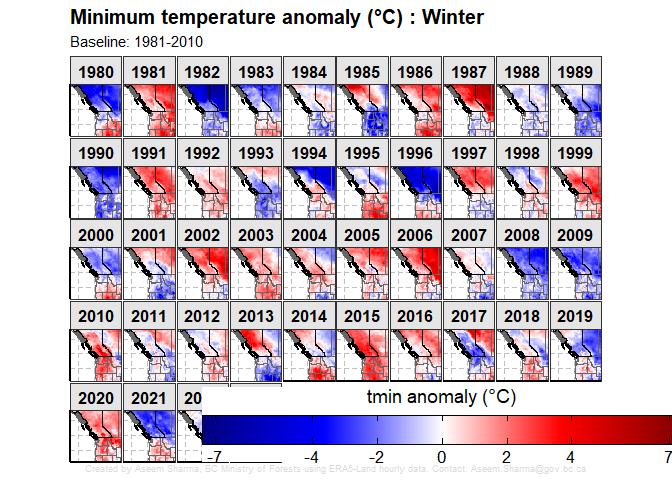 Minimum temperature anomaly (°C) : Winter
Baseline: 1981-2010
1980 1981 1982 1983 1984 1985 1986 1987 1988 1989
1990 1991 1992 1993 1994 1995 1996 1997 1998 1999
2000 2001 2002 2003 2004 2005 2006 2007 2008 2009
2010 2011 2012 2013 2014 2015 2016 2017 2018 2019
2020 2021 20
tmin anomaly (°C)
-7 -4 -2 0 2 4 7
Created by Aseem Sharma, BC Ministry of Forests using ERA5-Land hourly data. Contact: Aseem.Sharma@gov.bc.ca